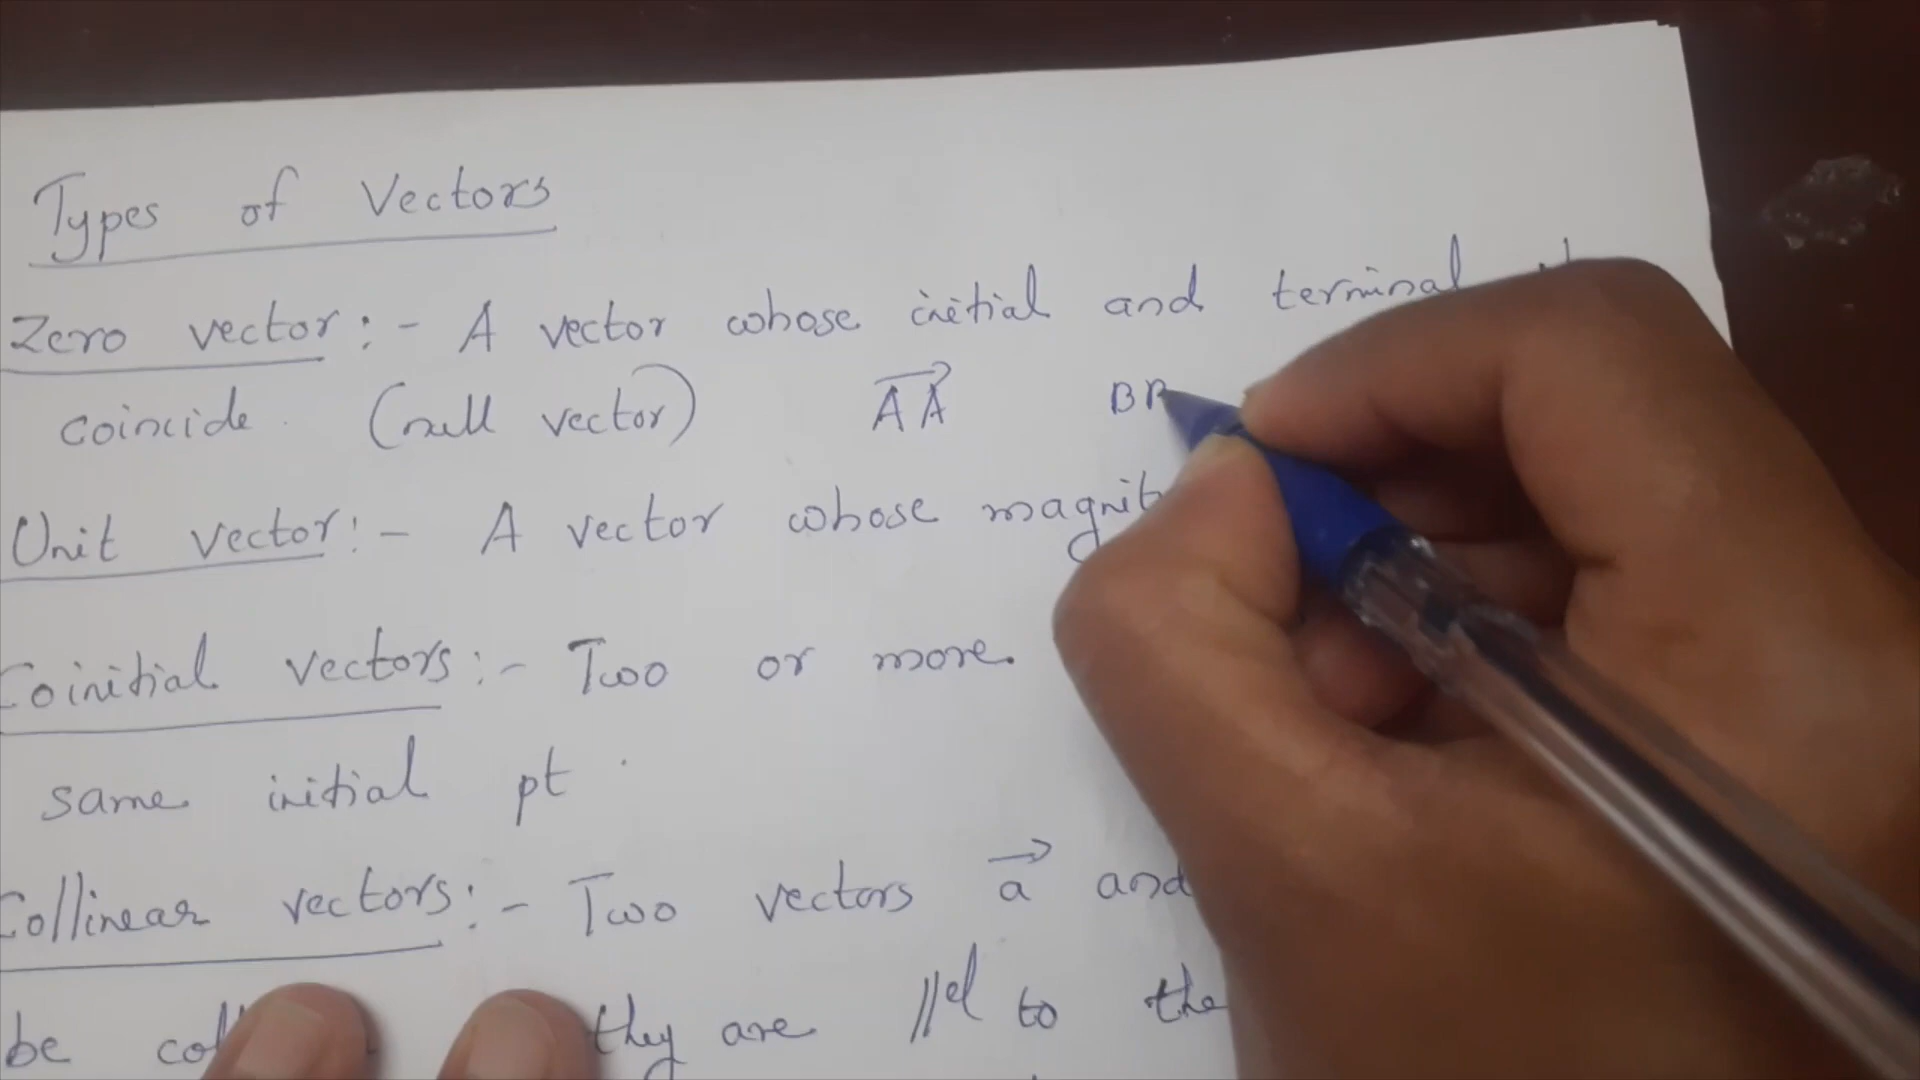 Types of Vectors
Zero vector :- A vector whose initial and terminal
coincide. (null vector) AA B
Unit vector :- A vector whose magnit
Coinitial vectors :- Two or more
same initial pt .
Collinear vectors :- Two vectors a and
be they are //el to the